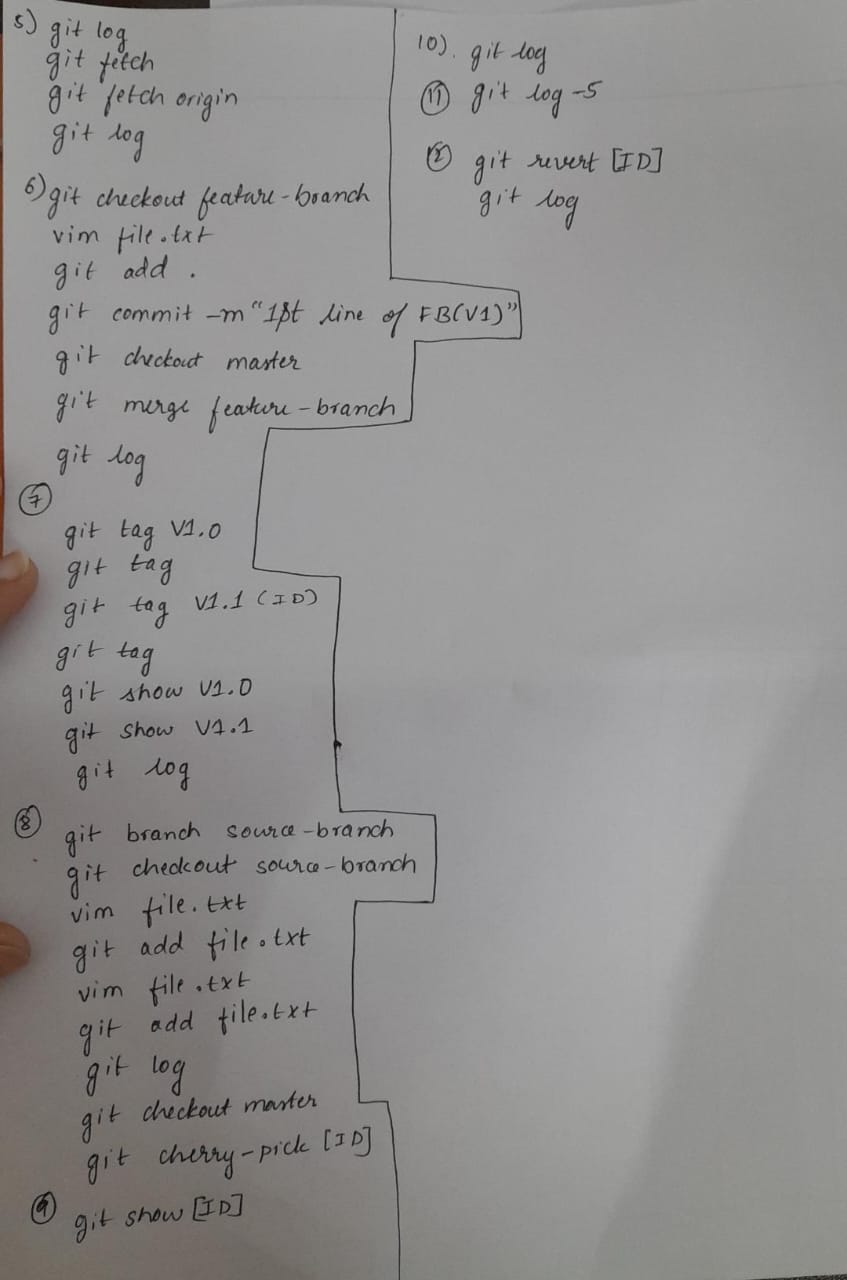 5) git log
git fetch
git fetch origin
git log
6) git checkout feature-branch
vim file.txt
git add .
git commit -m "1st line of FB(V1)"
git checkout master
git merge feature-branch
git log
7
git tag V1.0
git tag
git tag V1.1 (ID)
git tag
git show V1.0
git show V1.1
git log
8 git branch source-branch
git checkout source-branch
vim file.txt
git add file.txt
vim file.txt
git add file.txt
git log
git checkout master
git cherry-pick [ID]
9 git show [ID]
10). git log
11 git log -5
12 git revert [ID]
git log